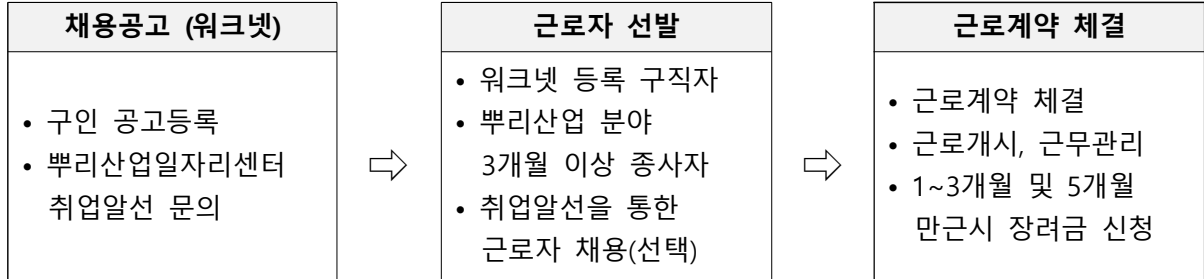 채용공고 (워크넷)
• 구인 공고등록
• 뿌리산업일자리센터
취업알선 문의
근로자 선발
• 워크넷 등록 구직자
• 뿌리산업 분야
3개월 이상 종사자
• 취업알선을 통한
근로자 채용(선택)
근로계약 체결
• 근로계약 체결
• 근로개시, 근무관리
• 1~3개월 및 5개월
만근시 장려금 신청